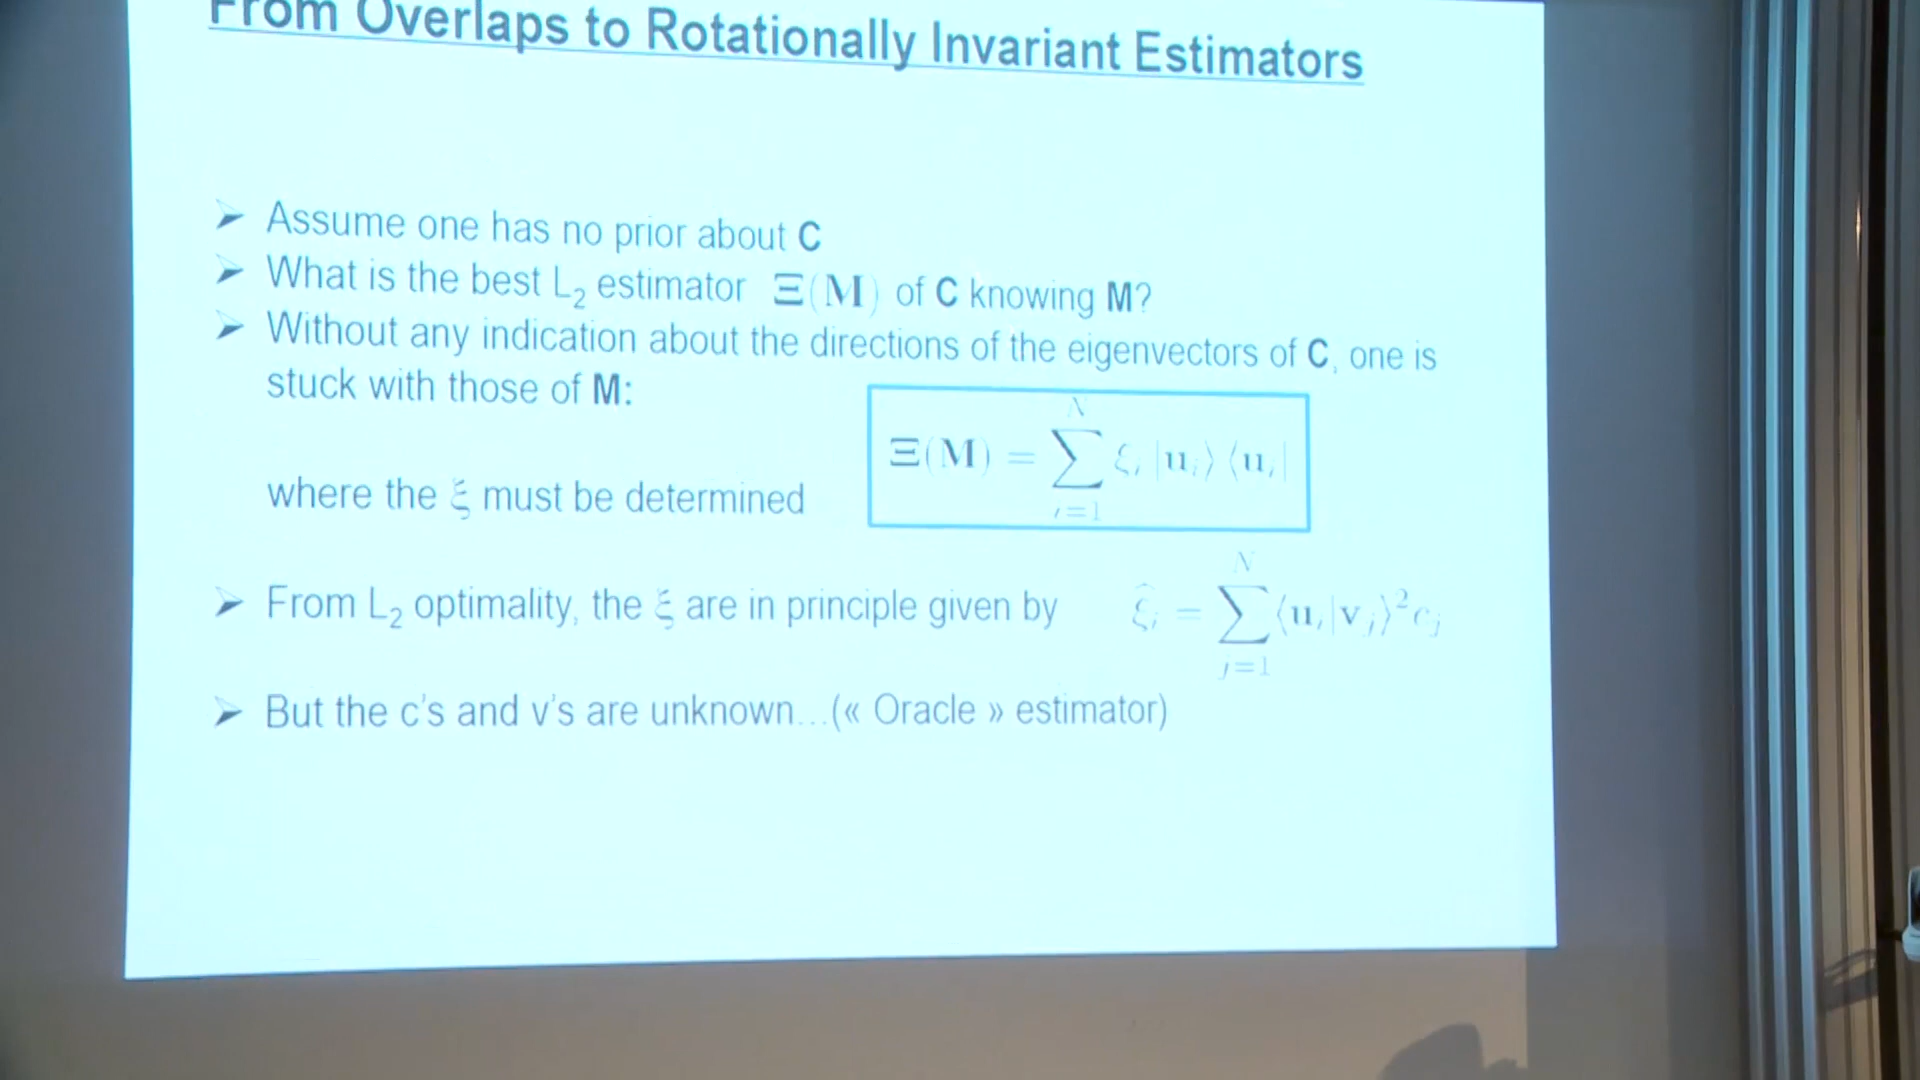 From Overlaps to Rotationally Invariant Estimators
➢ Assume one has no prior about C
➢ What is the best L₂ estimator Ξ(M) of C knowing M?
➢ Without any indication about the directions of the eigenvectors of C, one is
stuck with those of M:
Ξ(M) = ∑_{i=1}^{N} ξᵢ |uᵢ⟩ ⟨uᵢ|
where the ξ must be determined
➢ From L₂ optimality, the ξ are in principle given by ξ̂ᵢ = ∑_{j=1}^{N} ⟨uᵢ|vⱼ⟩² cⱼ
➢ But the c's and v's are unknown...(« Oracle » estimator)